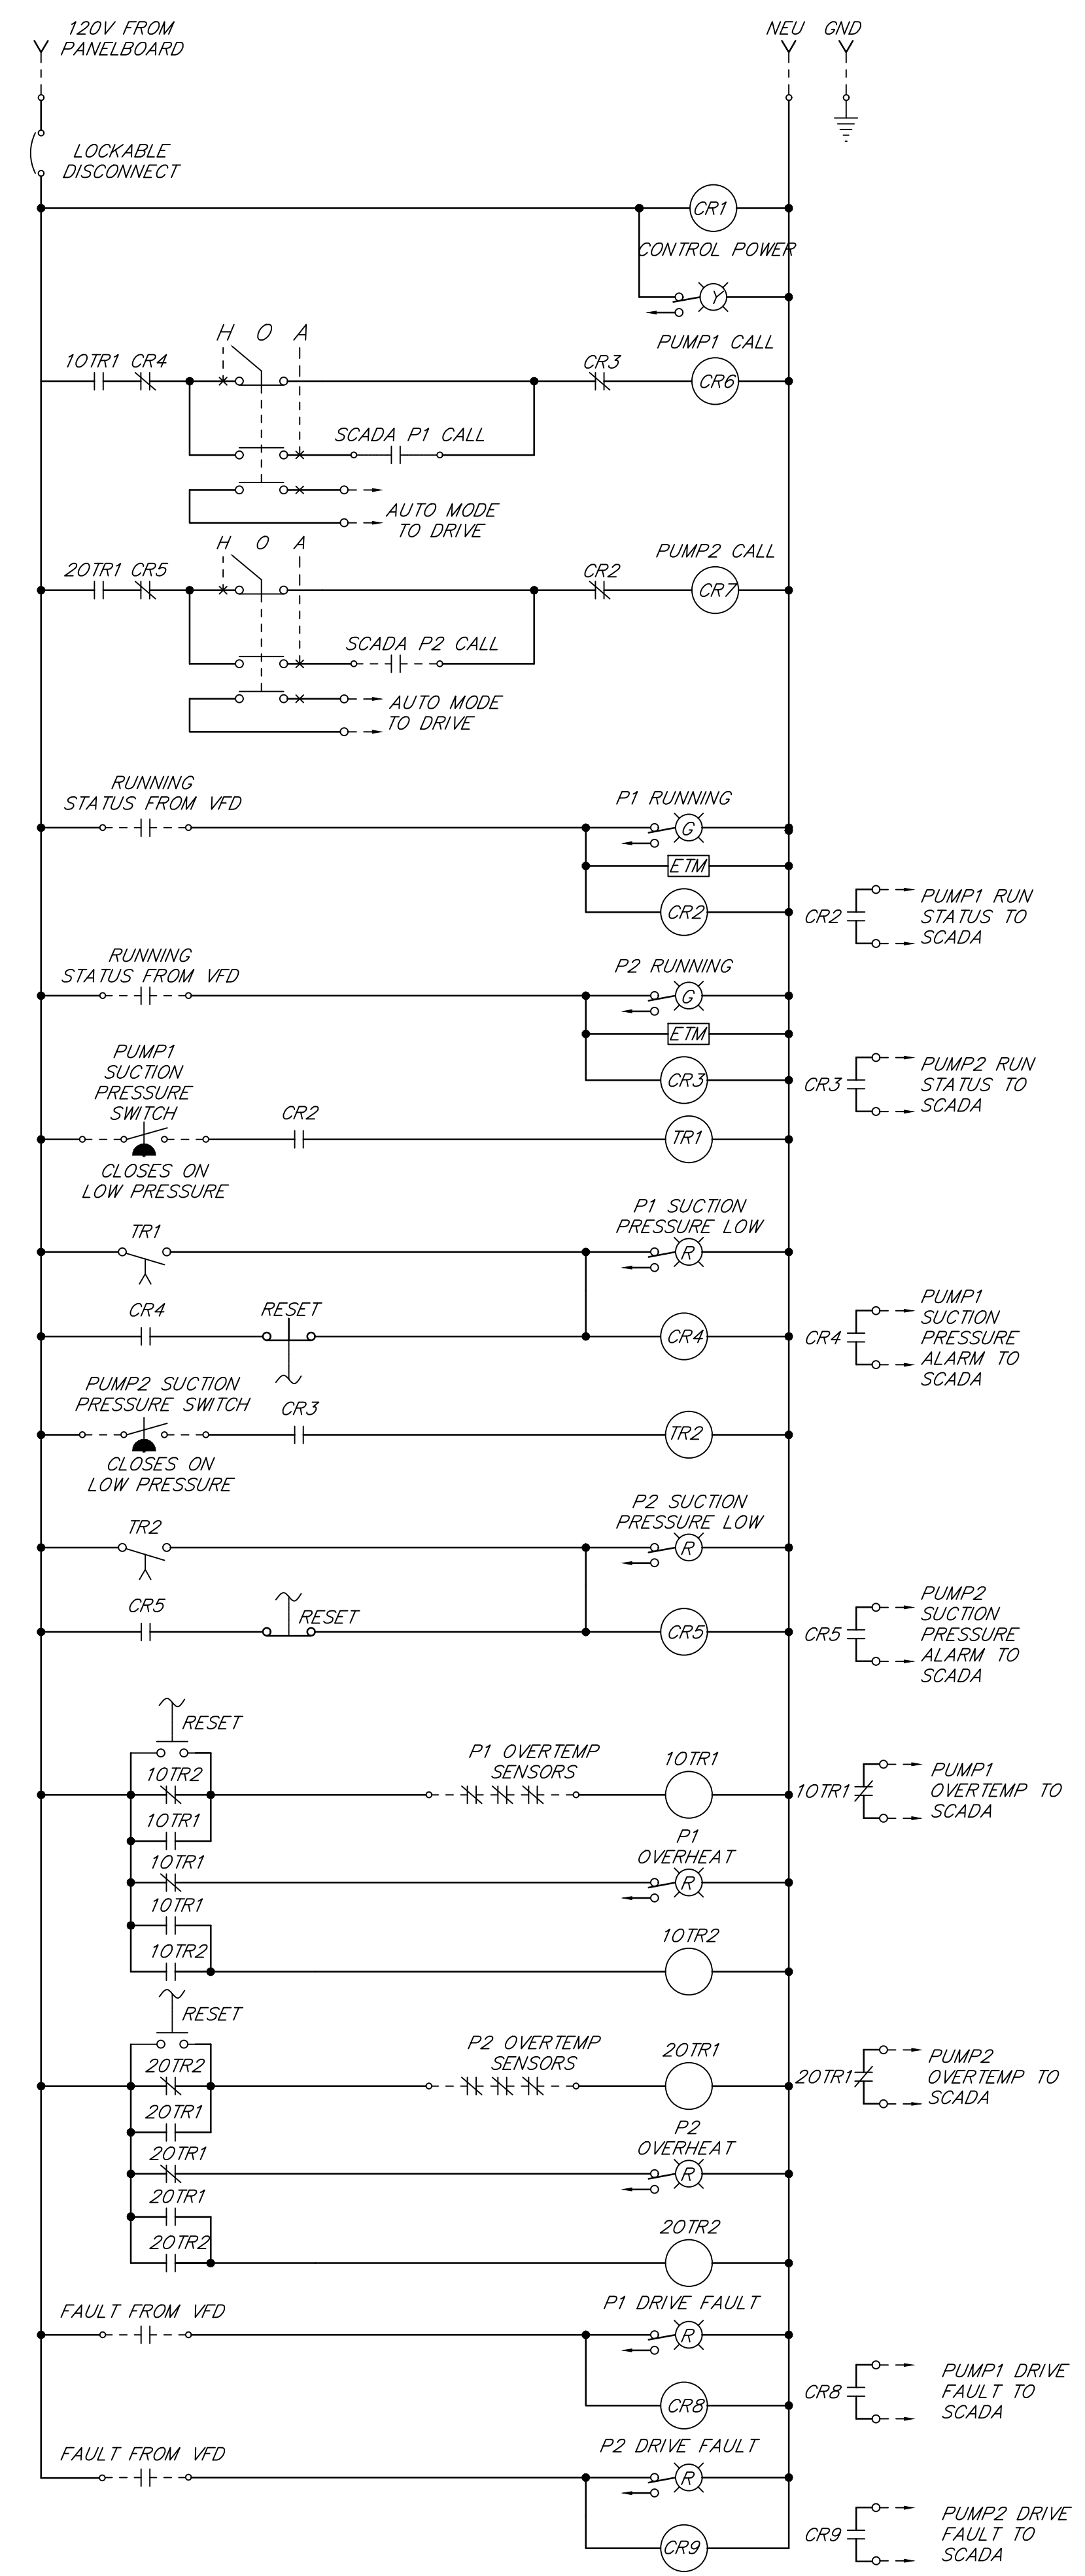 120V FROM
PANELBOARD
NEU GND
LOCKABLE
DISCONNECT
CR1
CONTROL POWER
Y
H O A
PUMP1 CALL
1OTR1 CR4
CR3
CR6
SCADA P1 CALL
AUTO MODE
TO DRIVE
H O A
PUMP2 CALL
2OTR1 CR5
CR2
CR7
SCADA P2 CALL
AUTO MODE
TO DRIVE
RUNNING
STATUS FROM VFD
P1 RUNNING
G
ETM
CR2
CR2
PUMP1 RUN
STATUS TO
SCADA
RUNNING
STATUS FROM VFD
P2 RUNNING
G
ETM
CR3
CR3
PUMP2 RUN
STATUS TO
SCADA
PUMP1
SUCTION
PRESSURE
SWITCH
CR2
TR1
CLOSES ON
LOW PRESSURE
TR1
P1 SUCTION
PRESSURE LOW
R
CR4
RESET
CR4
CR4
PUMP1
SUCTION
PRESSURE
ALARM TO
SCADA
PUMP2 SUCTION
PRESSURE SWITCH
CR3
TR2
CLOSES ON
LOW PRESSURE
TR2
P2 SUCTION
PRESSURE LOW
R
CR5
RESET
CR5
CR5
PUMP2
SUCTION
PRESSURE
ALARM TO
SCADA
RESET
1OTR2
P1 OVERTEMP
SENSORS
1OTR1
1OTR1
PUMP1
OVERTEMP TO
SCADA
1OTR1
1OTR1
P1
OVERHEAT
R
1OTR1
1OTR2
1OTR2
RESET
2OTR2
P2 OVERTEMP
SENSORS
2OTR1
2OTR1
PUMP2
OVERTEMP TO
SCADA
2OTR1
2OTR1
P2
OVERHEAT
R
2OTR1
2OTR2
2OTR2
FAULT FROM VFD
P1 DRIVE FAULT
R
CR8
CR8
PUMP1 DRIVE
FAULT TO
SCADA
FAULT FROM VFD
P2 DRIVE FAULT
R
CR9
CR9
PUMP2 DRIVE
FAULT TO
SCADA